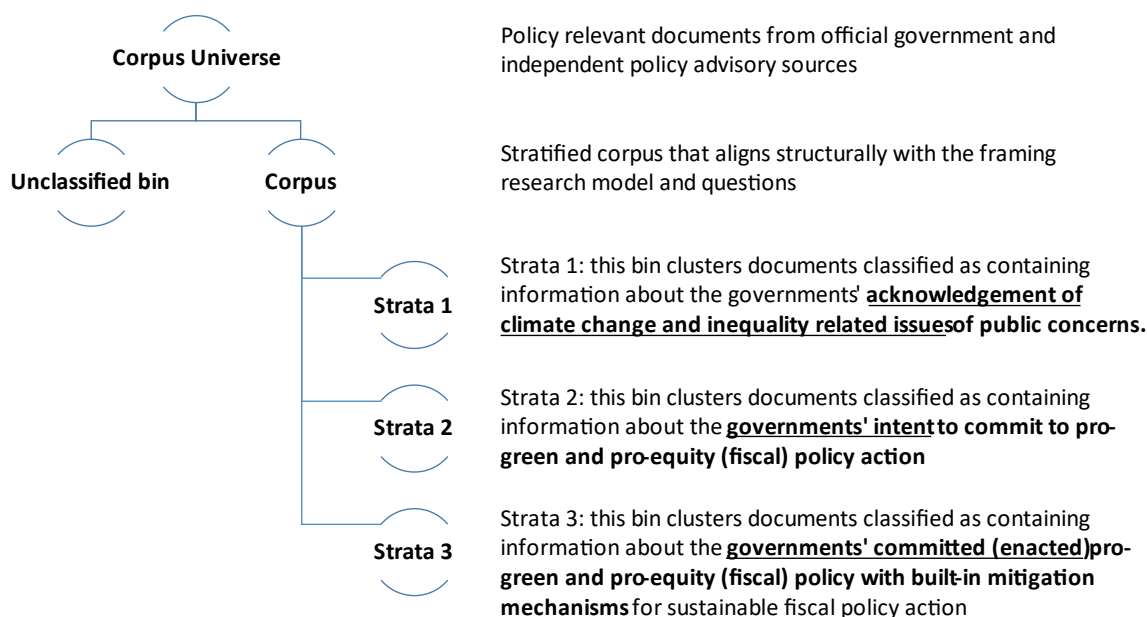 Corpus Universe
Policy relevant documents from official government and
independent policy advisory sources
Unclassified bin
Corpus
Stratified corpus that aligns structurally with the framing
research model and questions
Strata 1
Strata 1: this bin clusters documents classified as containing
information about the governments' acknowledgement of
climate change and inequality related issuesof public concerns.
Strata 2
Strata 2: this bin clusters documents classified as containing
information about the governments' intent to commit to pro-
green and pro-equity (fiscal) policy action
Strata 3
Strata 3: this bin clusters documents classified as containing
information about the governments' committed (enacted)pro-
green and pro-equity (fiscal) policy with built-in mitigation
mechanisms for sustainable fiscal policy action